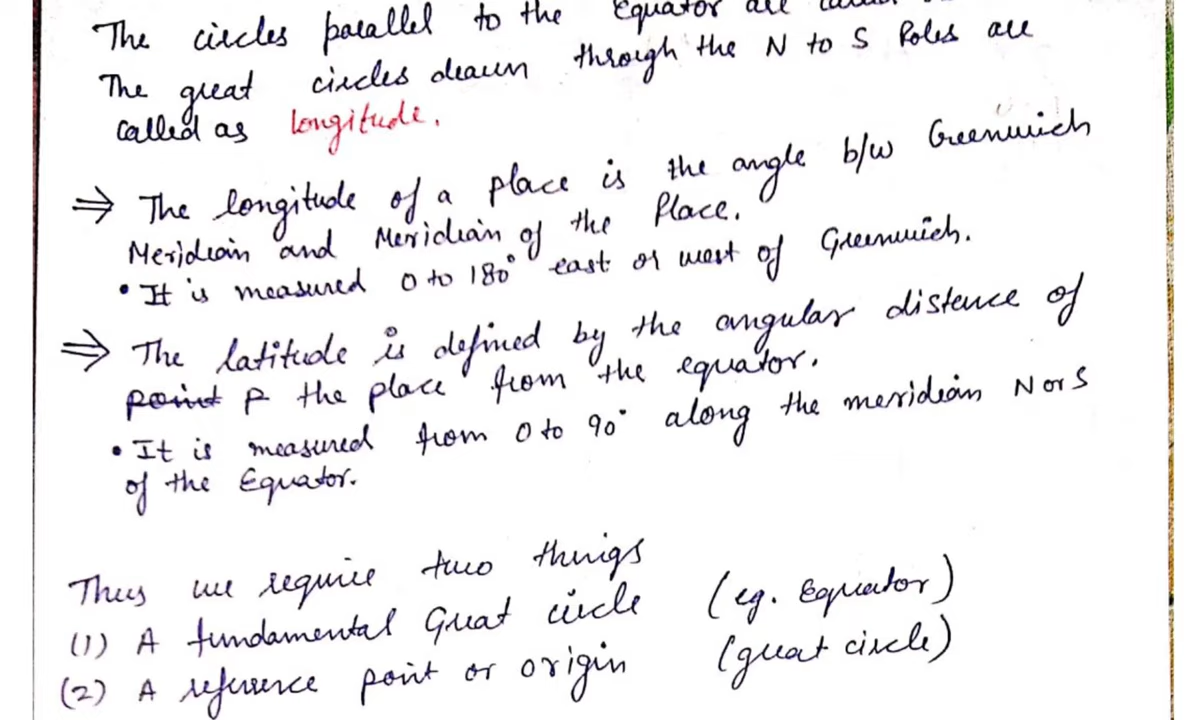 The circles parallel to the Equator are
The great circles drawn through the N to S Poles are
called as longitude.
⇒ The longitude of a place is the angle b/w Greenwich
Meridian and Meridian of the Place.
• It is measured 0 to 180° east or west of Greenwich.
⇒ The latitude is defined by the angular distence of
point P the place from the equator.
• It is measured from 0 to 90° along the meridian N or S
of the Equator.
Thus we require two things
(1) A fundamental Great circle (eg. Equator)
(2) A reference point or origin (great circle)